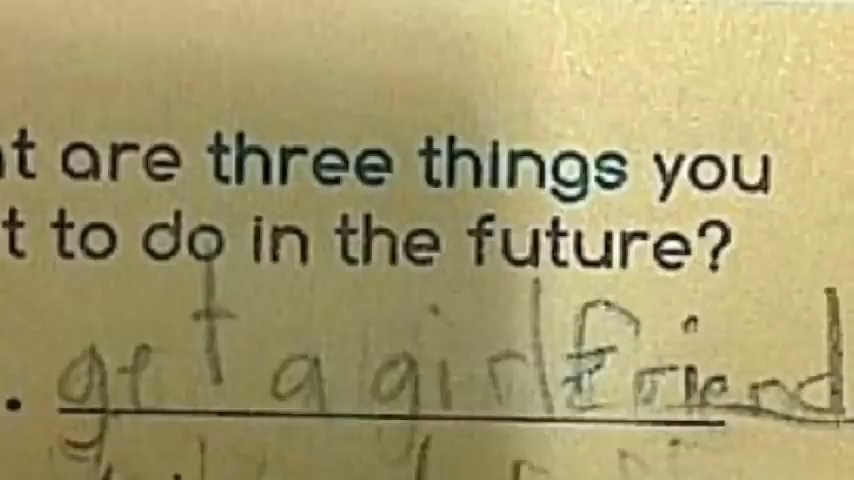 t are three things you
t to do in the future?
get a girlfriend